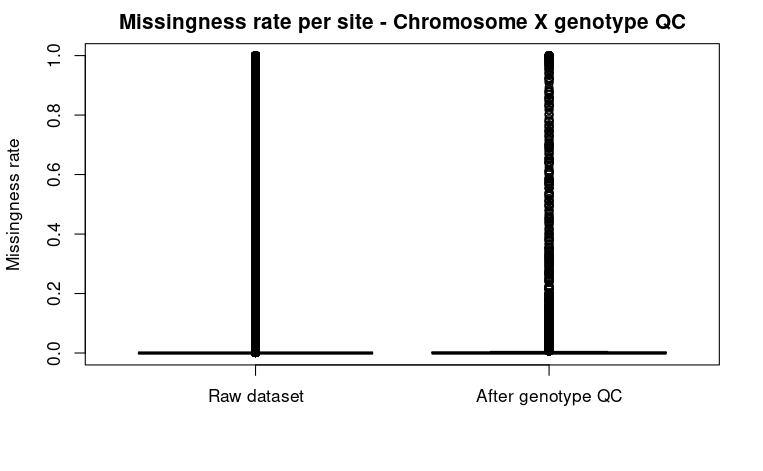 Missingness rate per site - Chromosome X genotype QC
Missingness rate
1.0
0.8
0.6
0.4
0.2
0.0
Raw dataset
After genotype QC